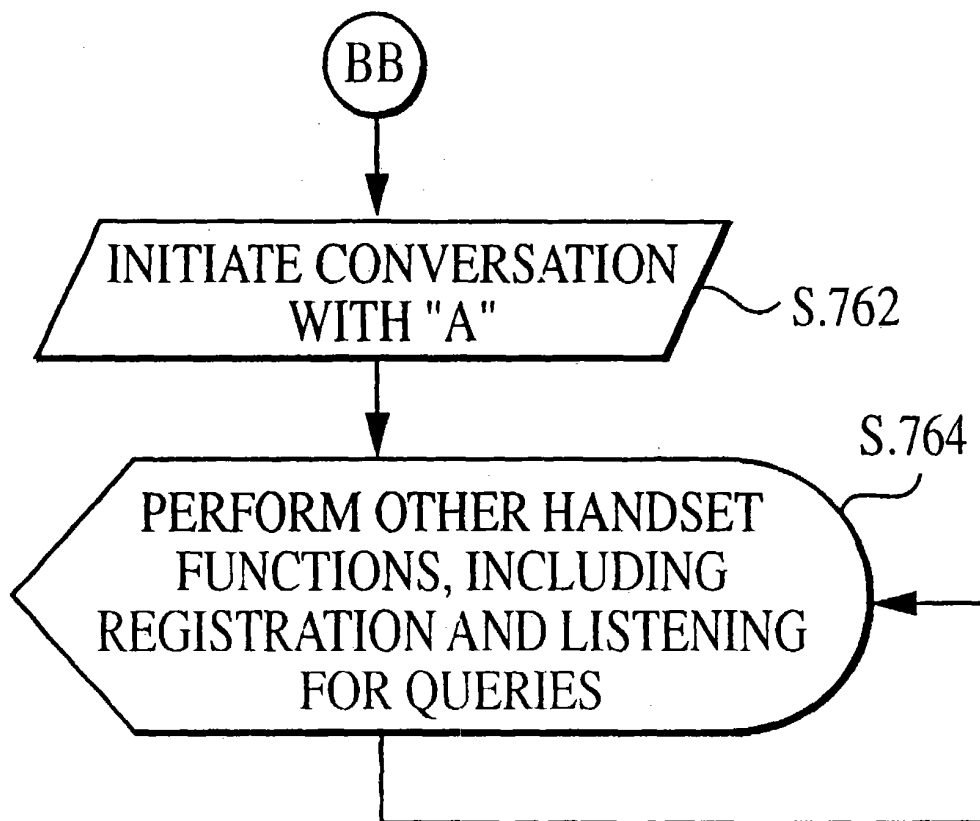 BB
INITIATE CONVERSATION
WITH "A"
S.762
S.764
PERFORM OTHER HANDSET
FUNCTIONS, INCLUDING
REGISTRATION AND LISTENING
FOR QUERIES